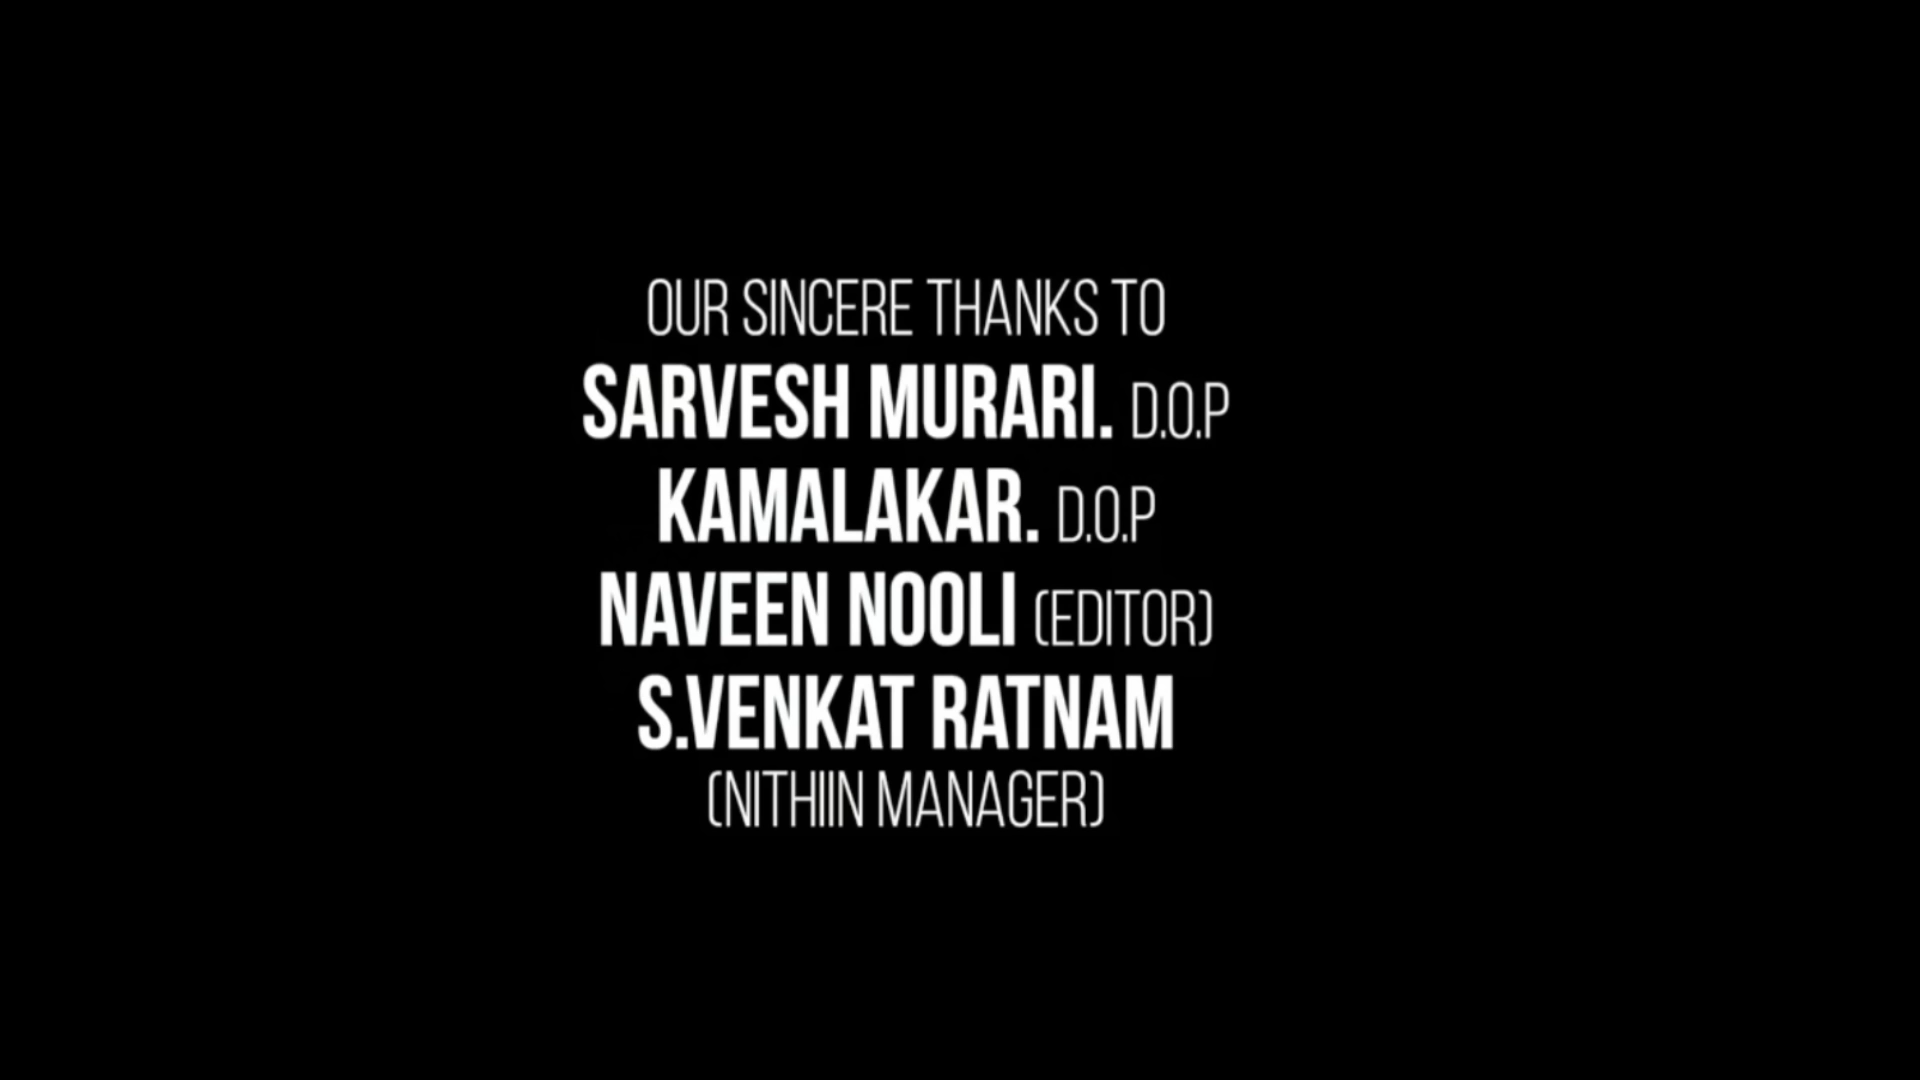 OUR SINCERE THANKS TO
SARVESH MURARI. D.O.P
KAMALAKAR. D.O.P
NAVEEN NOOLI (EDITOR)
S.VENKAT RATNAM
(NITHIIN MANAGER)